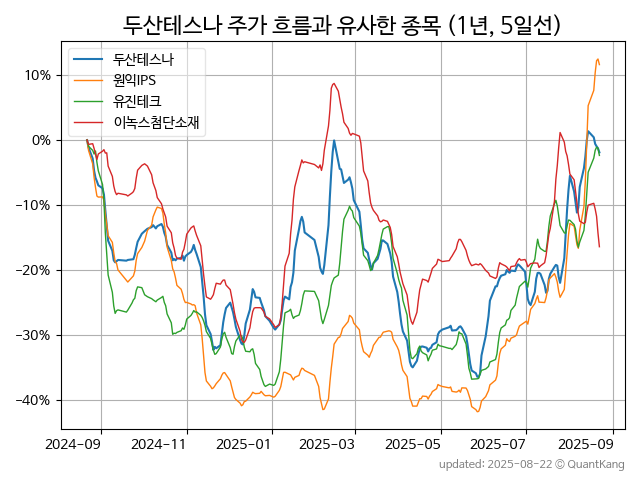 두산테스나 주가 흐름과 유사한 종목 (1년, 5일선)
두산테스나
원익IPS
유진테크
이녹스첨단소재
10%
0%
−10%
−20%
−30%
−40%
2024-09 2024-11 2025-01 2025-03 2025-05 2025-07 2025-09
updated: 2025-08-22 © QuantKang